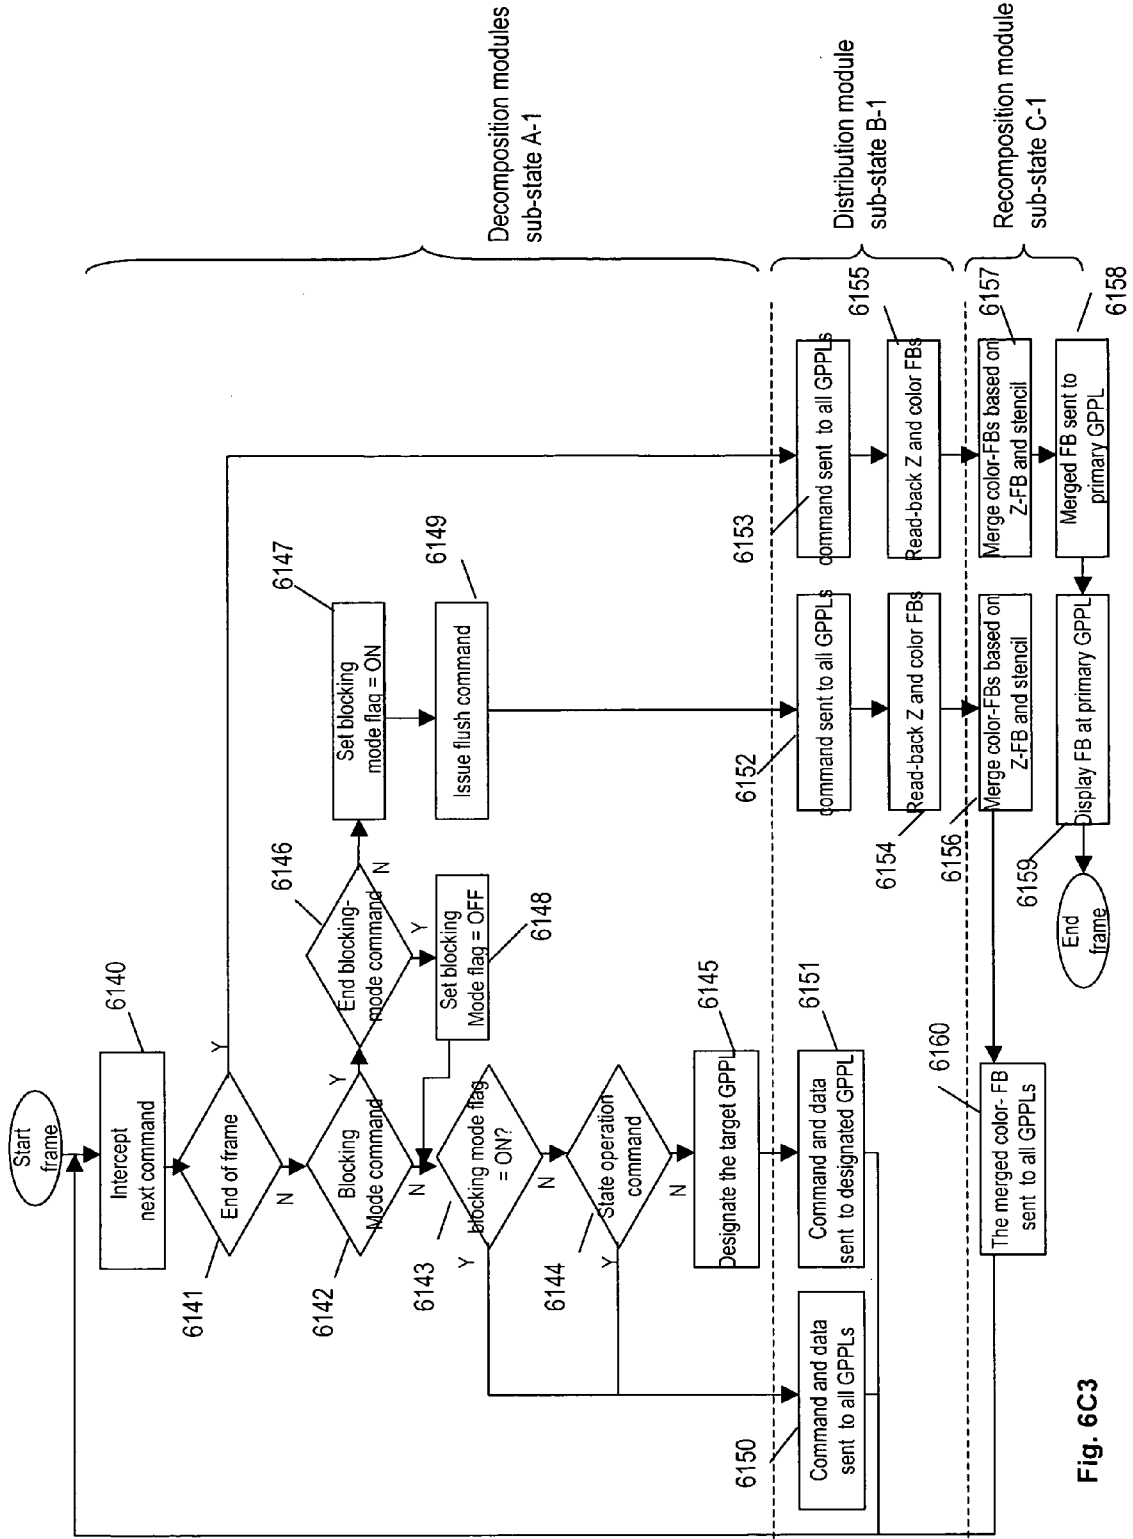 Start
frame
Intercept
next command
6140
End of frame
6141
Y
N
Blocking
Mode command
6142
Y
N
End blocking-
mode command
6146
N
Y
Set blocking
mode flag = ON
6147
Set blocking
Mode flag = OFF
6148
Issue flush command
6149
blocking mode flag
= ON?
6143
Y
N
State operation
command
6144
Y
N
Designate the target GPPL
6145
Decomposition modules
sub-state A-1
Command and data
sent to all GPPLs
6150
Command and data
sent to designated GPPL
6151
command sent to all GPPLs
6152
command sent to all GPPLs
6153
Read-back Z and color FBs
6154
Read-back Z and color FBs
6155
Distribution module
sub-state B-1
Merge color-FBs based on
Z-FB and stencil
6156
Merge color-FBs based on
Z-FB and stencil
6157
Merged FB sent to
primary GPPL
6158
Display FB at primary GPPL
6159
End
frame
The merged color- FB
sent to all GPPLs
6160
Recomposition module
sub-state C-1
Fig. 6C3